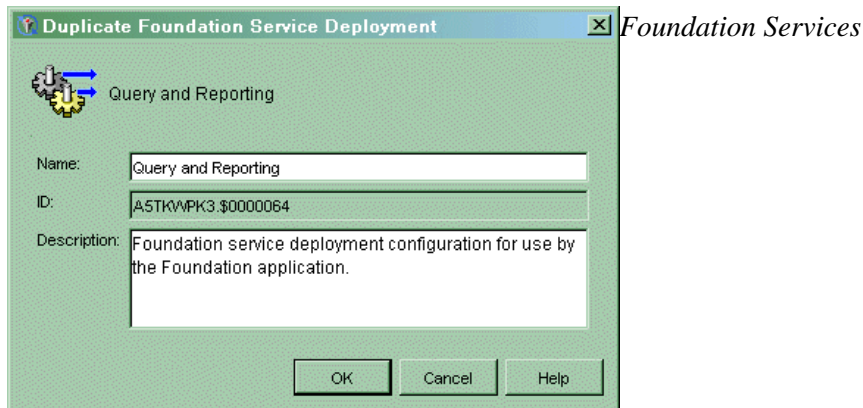 Duplicate Foundation Service Deployment
Foundation Services
Query and Reporting
Name: Query and Reporting
ID: A5TKWPK3.$0000064
Description: Foundation service deployment configuration for use by
the Foundation application.
OK Cancel Help